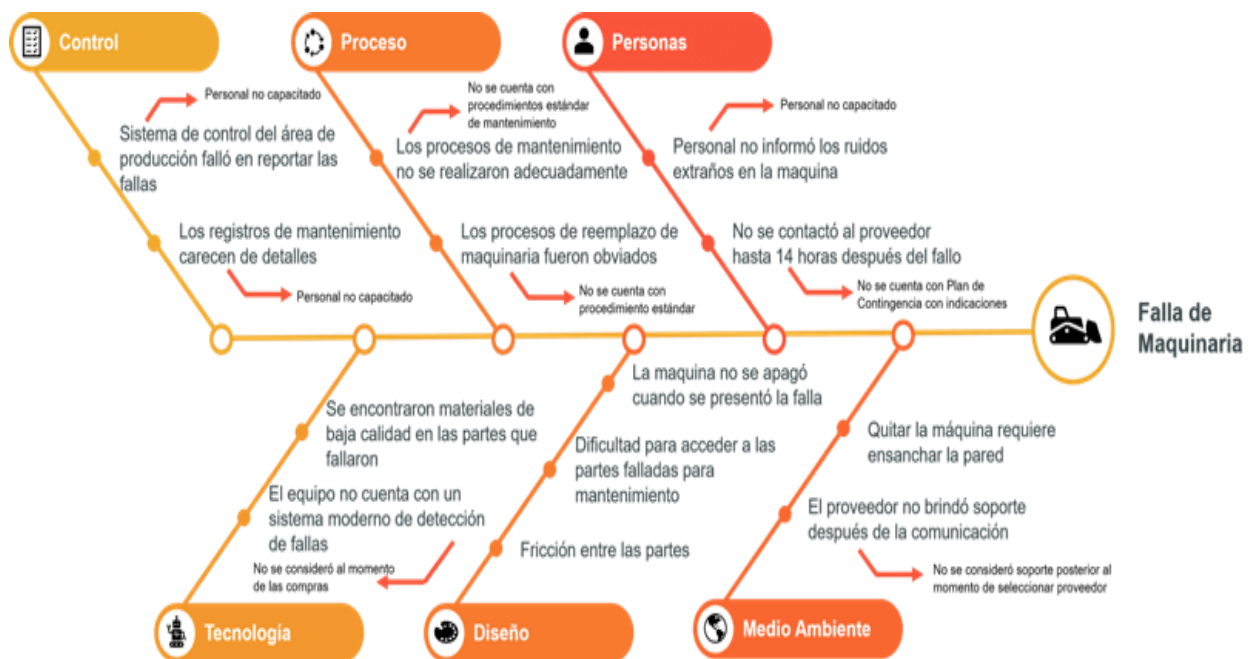 Control
Proceso
Personas
Personal no capacitado
Sistema de control del área de
producción falló en reportar las
fallas
Los registros de mantenimiento
carecen de detalles
Personal no capacitado
No se cuenta con
procedimientos estándar
de mantenimiento
Los procesos de mantenimiento
no se realizaron adecuadamente
Los procesos de reemplazo de
maquinaria fueron obviados
No se cuenta con
procedimiento estándar
Personal no capacitado
Personal no informó los ruidos
extraños en la maquina
No se contactó al proveedor
hasta 14 horas después del fallo
No se cuenta con Plan de
Contingencia con indicaciones
Falla de
Maquinaria
Se encontraron materiales de
baja calidad en las partes que
fallaron
El equipo no cuenta con un
sistema moderno de detección
de fallas
No se consideró al momento
de las compras
La maquina no se apagó
cuando se presentó la falla
Dificultad para acceder a las
partes falladas para
mantenimiento
Fricción entre las partes
Quitar la máquina requiere
ensanchar la pared
El proveedor no brindó soporte
después de la comunicación
No se consideró soporte posterior al
momento de seleccionar proveedor
Tecnología
Diseño
Medio Ambiente